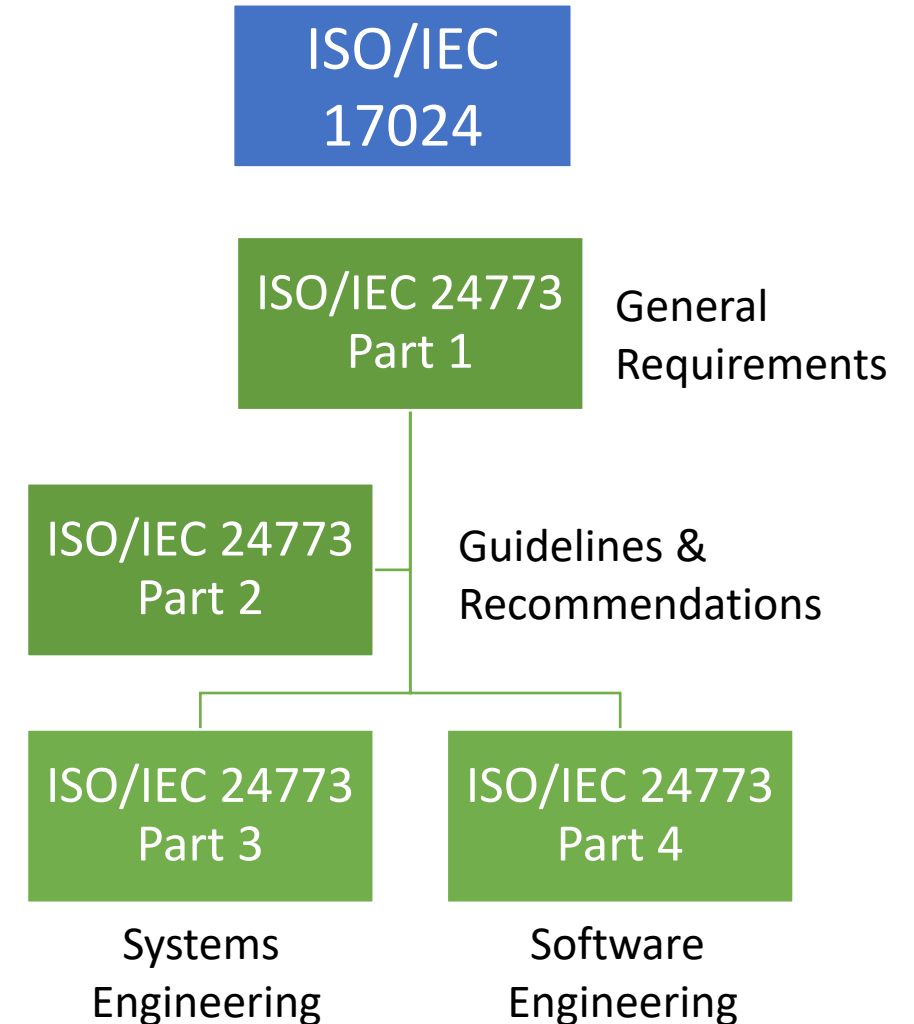 ISO/IEC
17024
ISO/IEC 24773
Part 1
General
Requirements
ISO/IEC 24773
Part 2
Guidelines &
Recommendations
ISO/IEC 24773
Part 3
ISO/IEC 24773
Part 4
Systems
Engineering
Software
Engineering